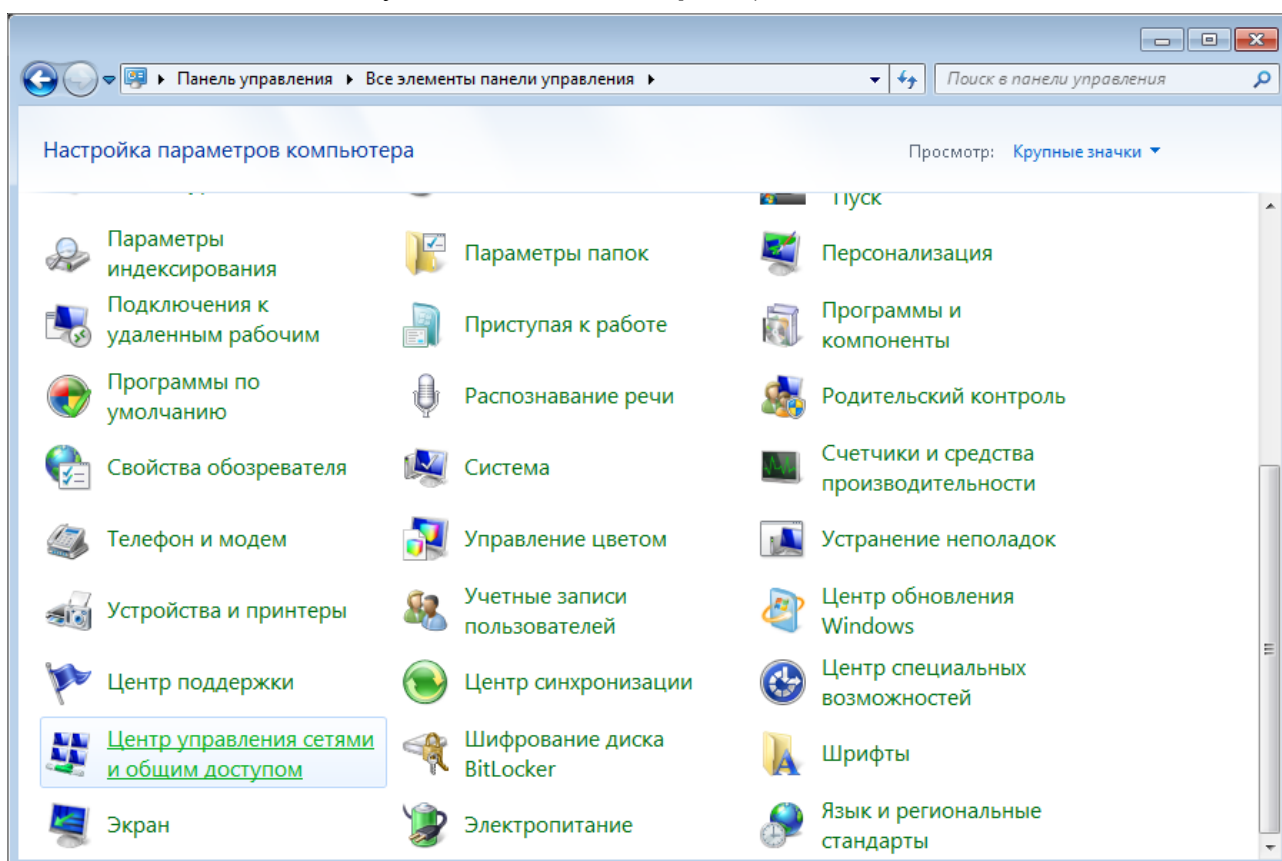 Панель управления ▸ Все элементы панели управления ▸
Поиск в панели управления
Настройка параметров компьютера
Просмотр: Крупные значки
Пуск
Параметры
индексирования
Параметры папок
Персонализация
Подключения к
удаленным рабочим
Приступая к работе
Программы и
компоненты
Программы по
умолчанию
Распознавание речи
Родительский контроль
Свойства обозревателя
Система
Счетчики и средства
производительности
Телефон и модем
Управление цветом
Устранение неполадок
Устройства и принтеры
Учетные записи
пользователей
Центр обновления
Windows
Центр поддержки
Центр синхронизации
Центр специальных
возможностей
Центр управления сетями
и общим доступом
Шифрование диска
BitLocker
Шрифты
Экран
Электропитание
Язык и региональные
стандарты